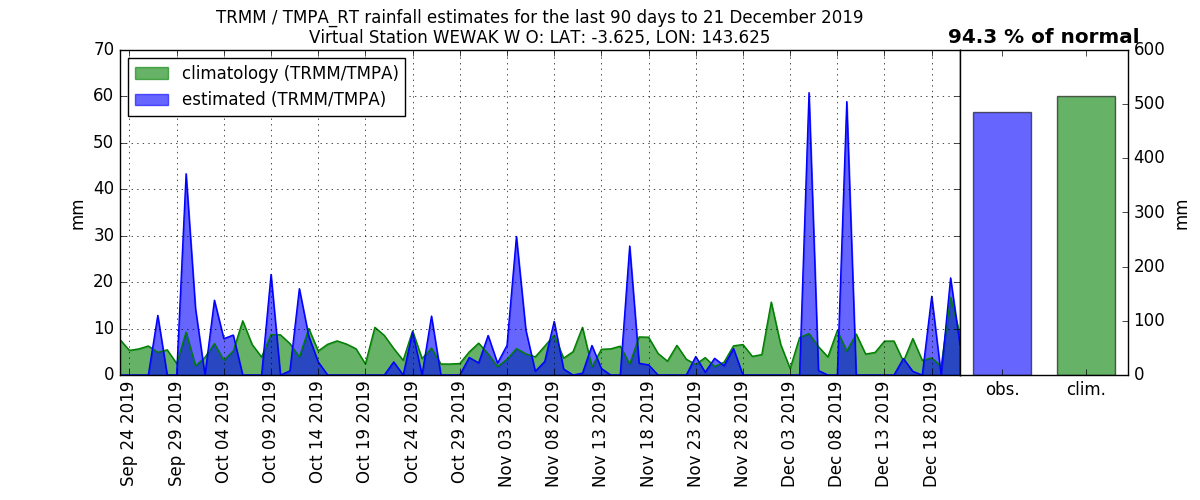 TRMM / TMPA_RT rainfall estimates for the last 90 days to 21 December 2019
Virtual Station WEWAK W O: LAT: -3.625, LON: 143.625
94.3 % of normal
climatology (TRMM/TMPA)
estimated (TRMM/TMPA)
mm
70
60
50
40
30
20
10
0
Sep 24 2019
Sep 29 2019
Oct 04 2019
Oct 09 2019
Oct 14 2019
Oct 19 2019
Oct 24 2019
Oct 29 2019
Nov 03 2019
Nov 08 2019
Nov 13 2019
Nov 18 2019
Nov 23 2019
Nov 28 2019
Dec 03 2019
Dec 08 2019
Dec 13 2019
Dec 18 2019
obs.
clim.
600
500
400
300
200
100
0
mm